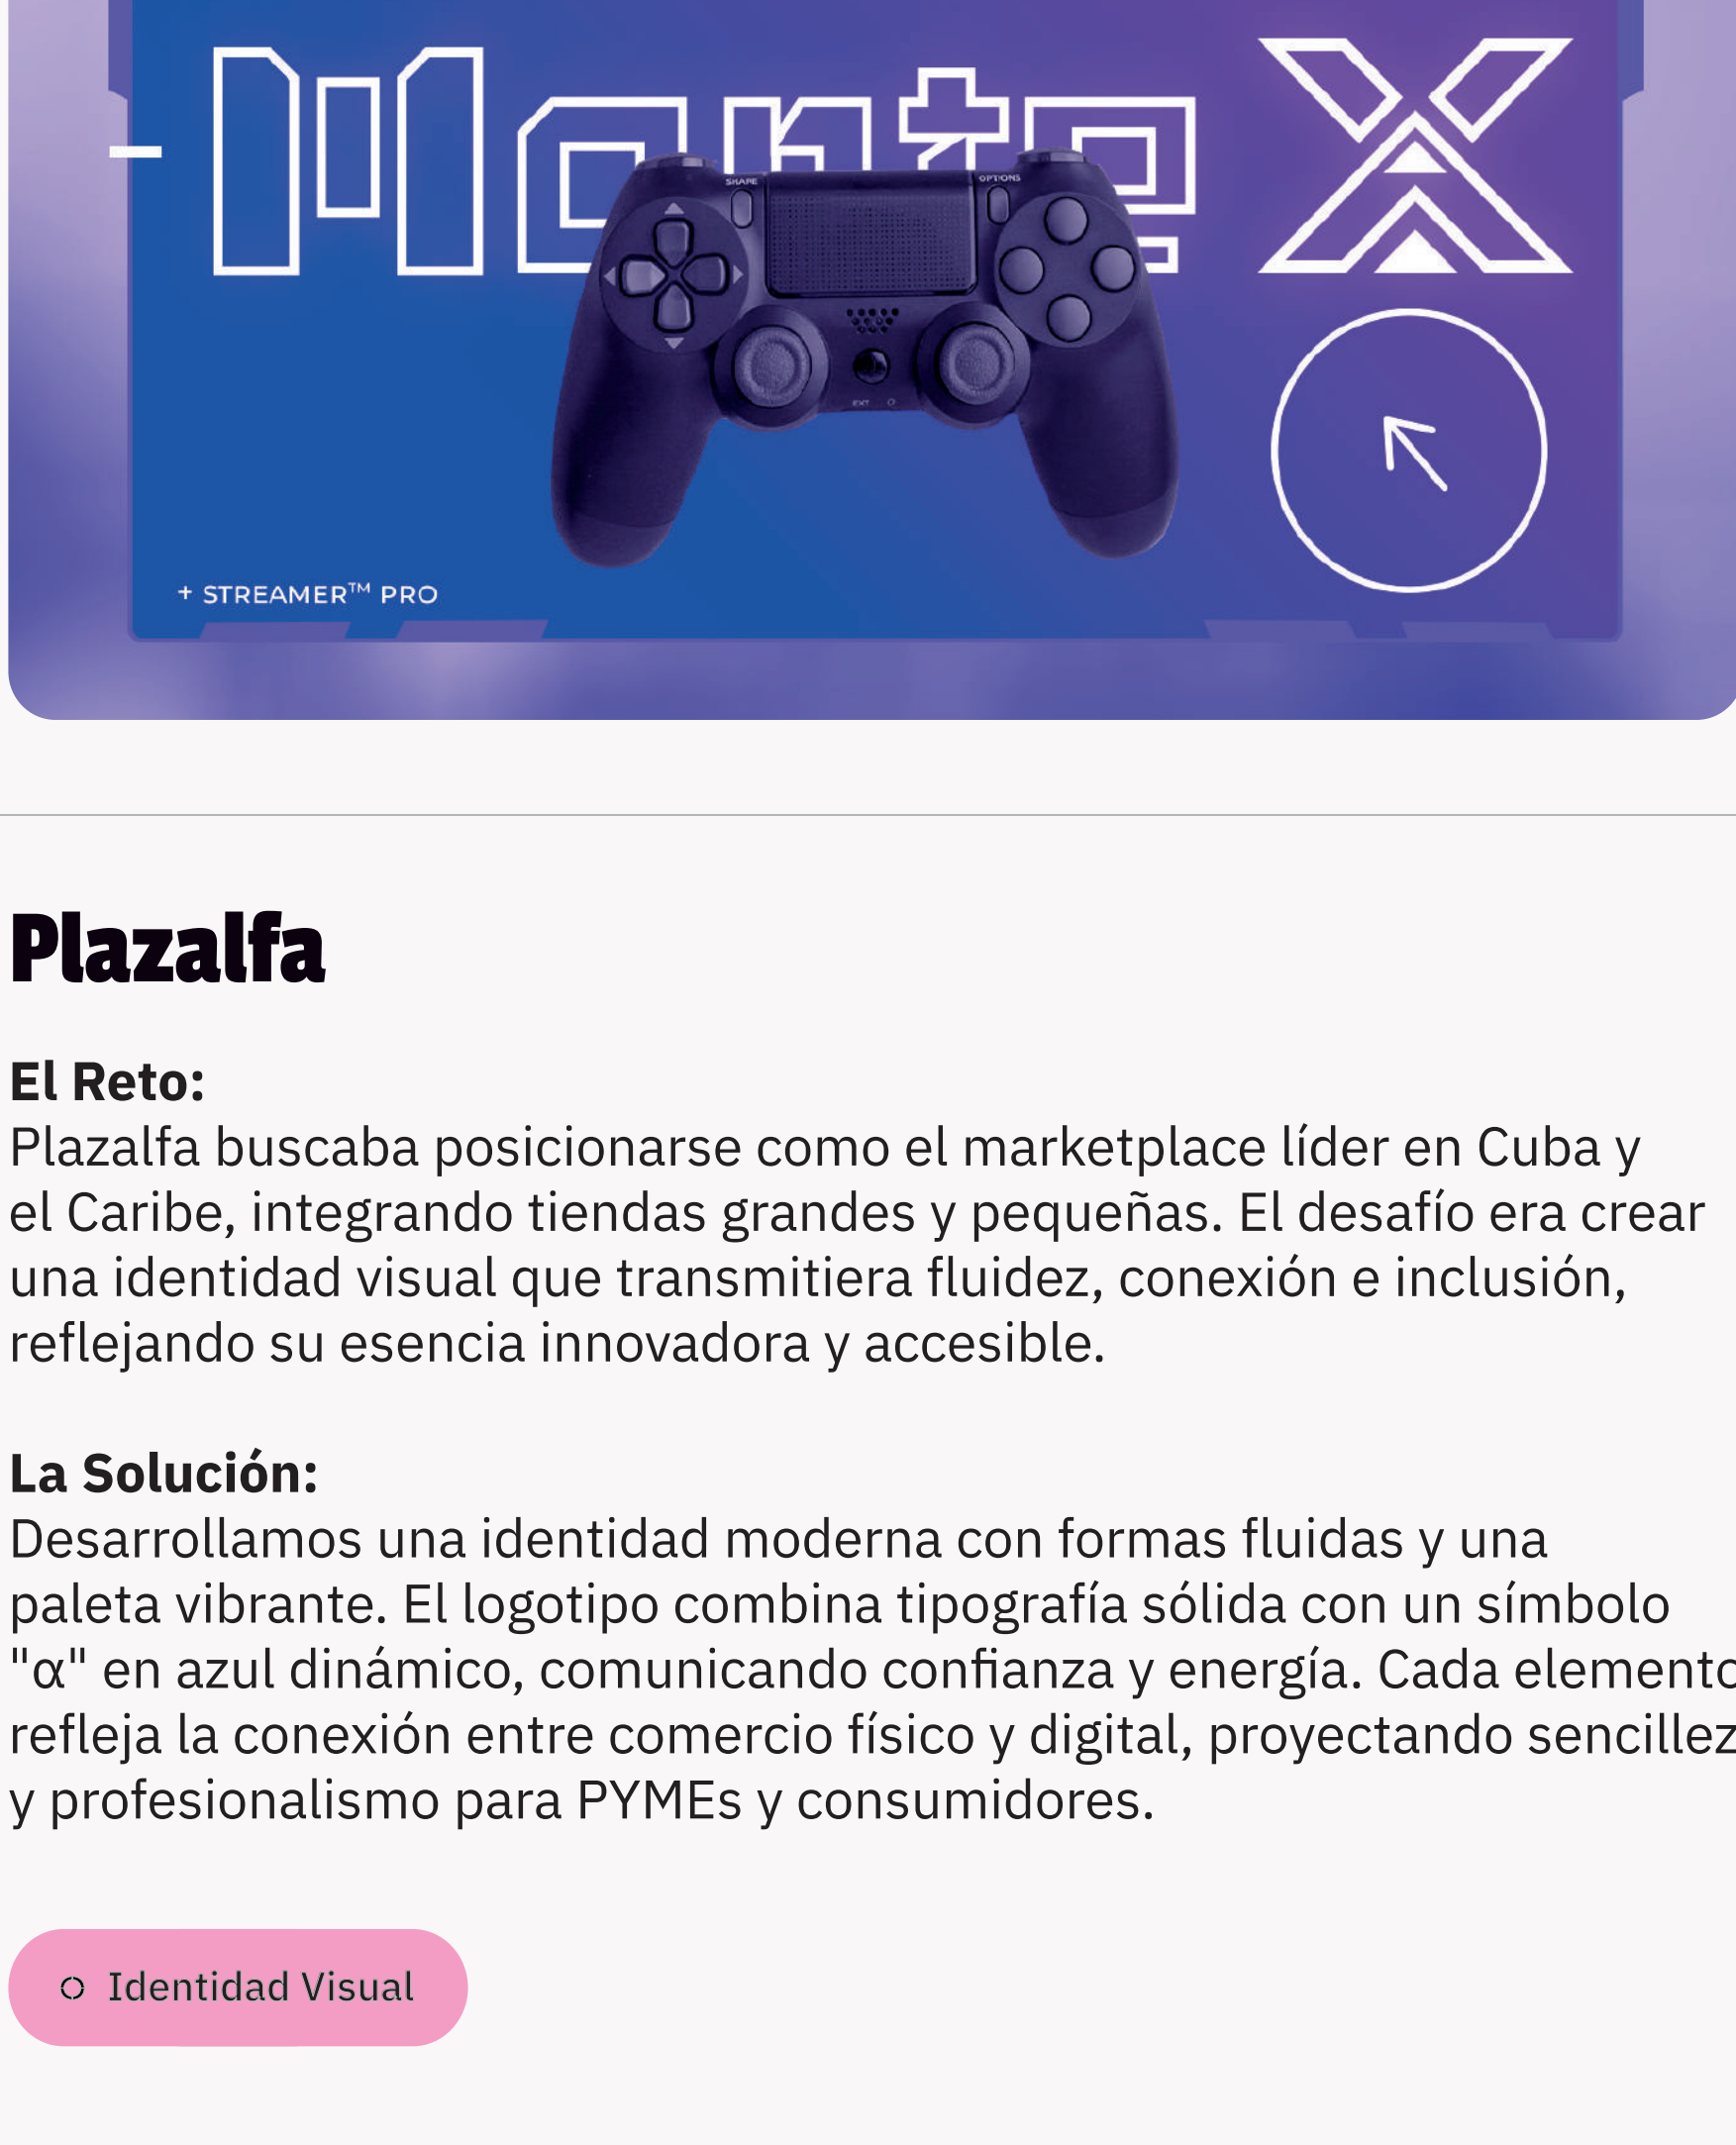 X
SHARE
OPTIONS
EXT
+ STREAMER™ PRO
Plazalfa
El Reto:
Plazalfa buscaba posicionarse como el marketplace líder en Cuba y
el Caribe, integrando tiendas grandes y pequeñas. El desafío era crear
una identidad visual que transmitiera fluidez, conexión e inclusión,
reflejando su esencia innovadora y accesible.
La Solución:
Desarrollamos una identidad moderna con formas fluidas y una
paleta vibrante. El logotipo combina tipografía sólida con un símbolo
"α" en azul dinámico, comunicando confianza y energía. Cada elemento
refleja la conexión entre comercio físico y digital, proyectando sencillez
y profesionalismo para PYMEs y consumidores.
Identidad Visual